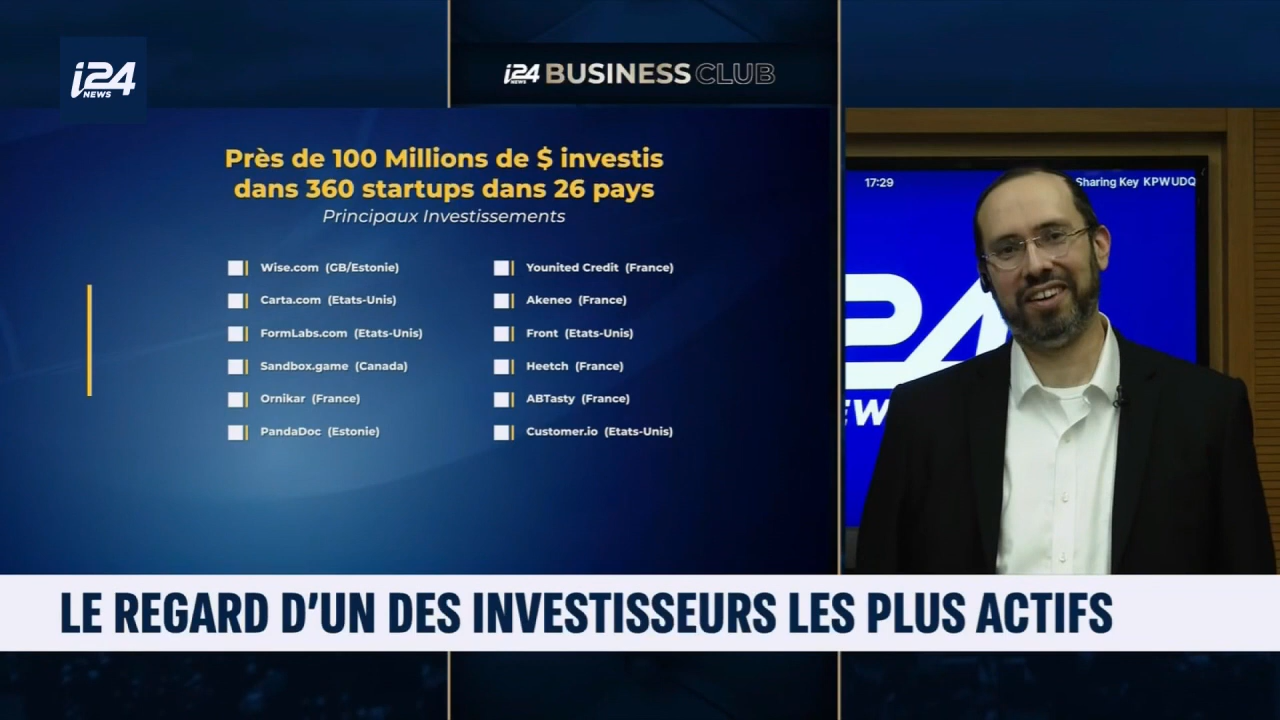 i24
NEWS
i24 NEWS BUSINESS CLUB
Près de 100 Millions de $ investis
dans 360 startups dans 26 pays
Principaux Investissements
Wise.com (GB/Estonie)
Carta.com (Etats-Unis)
FormLabs.com (Etats-Unis)
Sandbox.game (Canada)
Ornikar (France)
PandaDoc (Estonie)
Younited Credit (France)
Akeneo (France)
Front (Etats-Unis)
Heetch (France)
ABTasty (France)
Customer.io (Etats-Unis)
17:29
Sharing Key KPWUDQ
24
EW
LE REGARD D'UN DES INVESTISSEURS LES PLUS ACTIFS